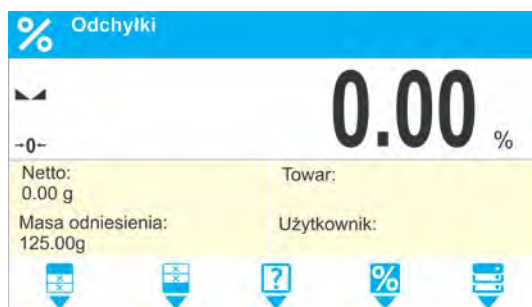 % Odchyłki
0.00 %
→0←
Netto:
0.00 g
Towar:
Masa odniesienia:
125.00g
Użytkownik:
? %